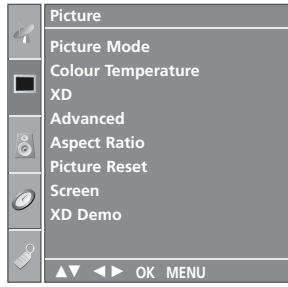 Picture
Picture Mode
Colour Temperature
XD
Advanced
Aspect Ratio
Picture Reset
Screen
XD Demo
▲▼ ◄► OK MENU